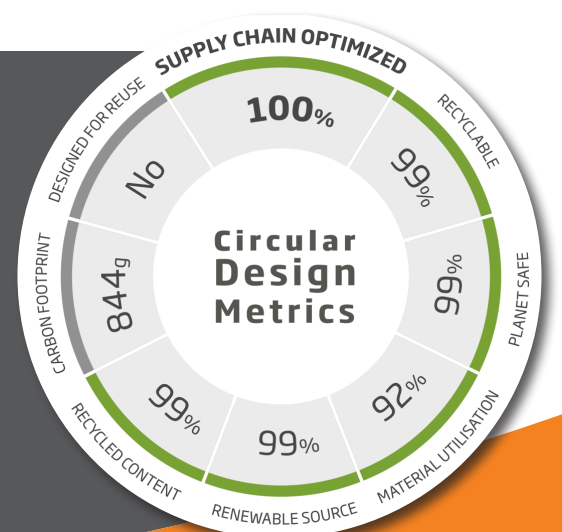 SUPPLY CHAIN OPTIMIZED
100%
RECYCLABLE
99%
PLANET SAFE
99%
MATERIAL UTILISATION
92%
RENEWABLE SOURCE
99%
RECYCLED CONTENT
99%
CARBON FOOTPRINT
844g
DESIGNED FOR REUSE
No
Circular
Design
Metrics